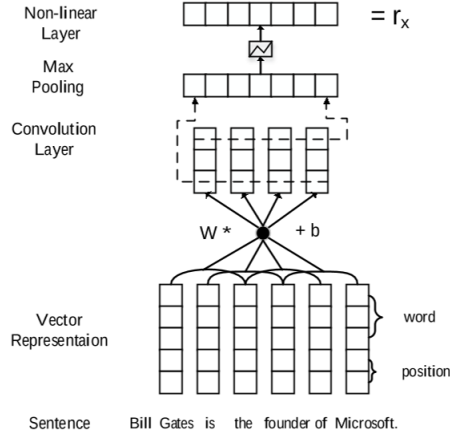 Non-linear
Layer
= rx
Max
Pooling
Convolution
Layer
W *
+ b
Vector
Representaion
word
position
Sentence
Bill Gates is the founder of Microsoft.